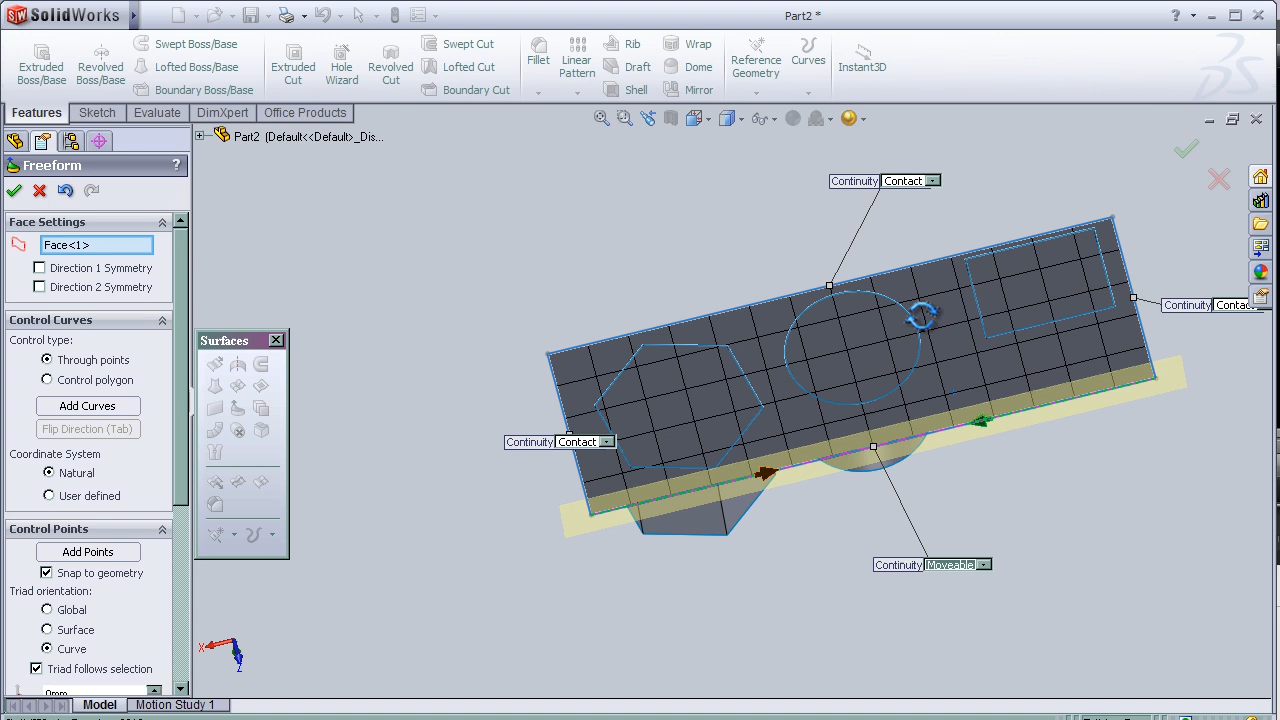 SolidWorks
Part2 *
Extruded Boss/Base
Revolved Boss/Base
Swept Boss/Base
Lofted Boss/Base
Boundary Boss/Base
Extruded Cut
Hole Wizard
Revolved Cut
Swept Cut
Lofted Cut
Boundary Cut
Fillet
Linear Pattern
Rib
Draft
Shell
Wrap
Dome
Mirror
Reference Geometry
Curves
Instant3D
Features
Sketch
Evaluate
DimXpert
Office Products
Part2 (Default<<Default>_Dis...
Freeform
?
Face Settings
Face<1>
Direction 1 Symmetry
Direction 2 Symmetry
Control Curves
Control type:
Through points
Control polygon
Add Curves
Flip Direction (Tab)
Coordinate System
Natural
User defined
Control Points
Add Points
Snap to geometry
Triad orientation:
Global
Surface
Curve
Triad follows selection
0mm
Surfaces
Continuity Contact
Continuity Contac
Continuity Contact
Continuity Moveable
X
Z
Model
Motion Study 1